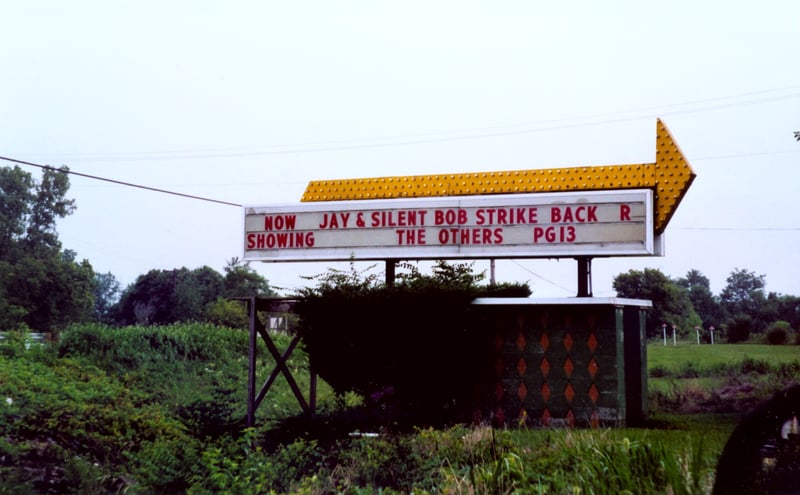 NOW JAY & SILENT BOB STRIKE BACK R
SHOWING THE OTHERS PG13